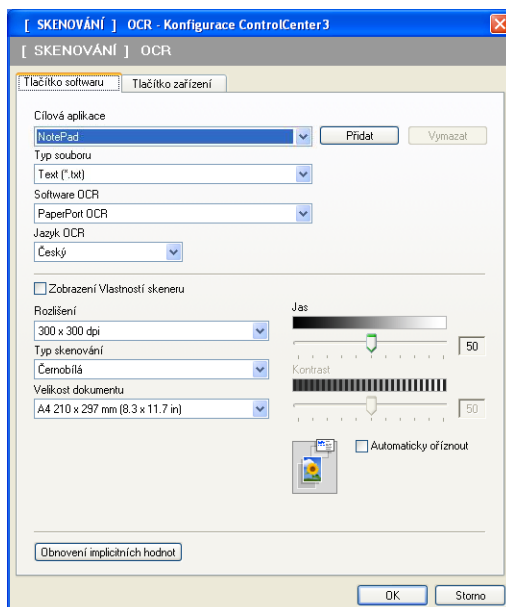 [ SKENOVÁNÍ ]   OCR - Konfigurace ControlCenter3
[ SKENOVÁNÍ ]   OCR
Tlačítko softwaru   Tlačítko zařízení
Cílová aplikace
NotePad   Přidat   Vymazat
Typ souboru
Text (*.txt)
Software OCR
PaperPort OCR
Jazyk OCR
Český
Zobrazení Vlastností skeneru
Rozlišení   Jas
300 x 300 dpi   50
Typ skenování   Kontrast
Černobílá
Velikost dokumentu
A4 210 x 297 mm (8.3 x 11.7 in)   50
Automaticky oříznout
Obnovení implicitních hodnot
OK   Storno